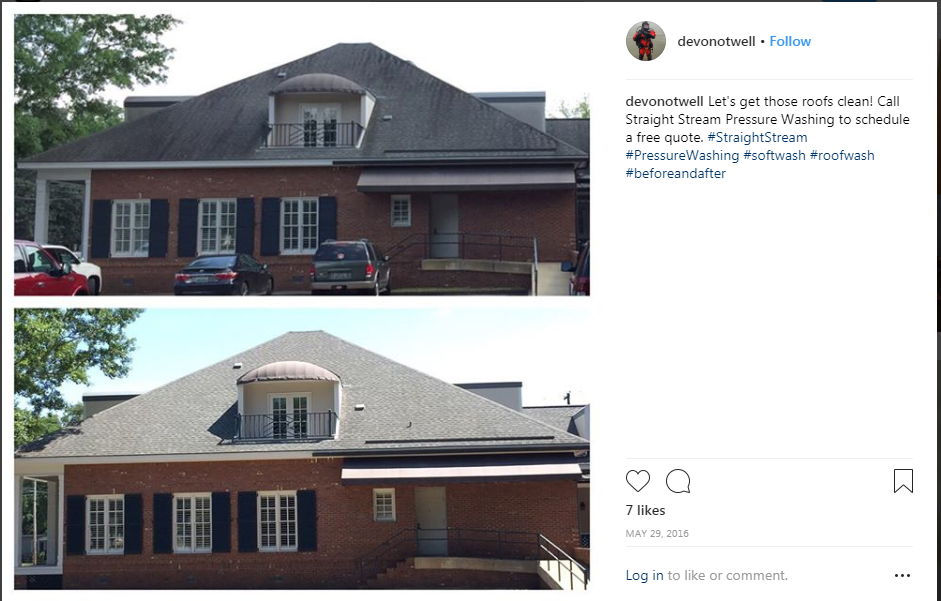 devonotwell • Follow
devonotwell Let's get those roofs clean! Call
Straight Stream Pressure Washing to schedule
a free quote. #StraightStream
#PressureWashing #softwash #roofwash
#beforeandafter
7 likes
MAY 29, 2016
Log in to like or comment.